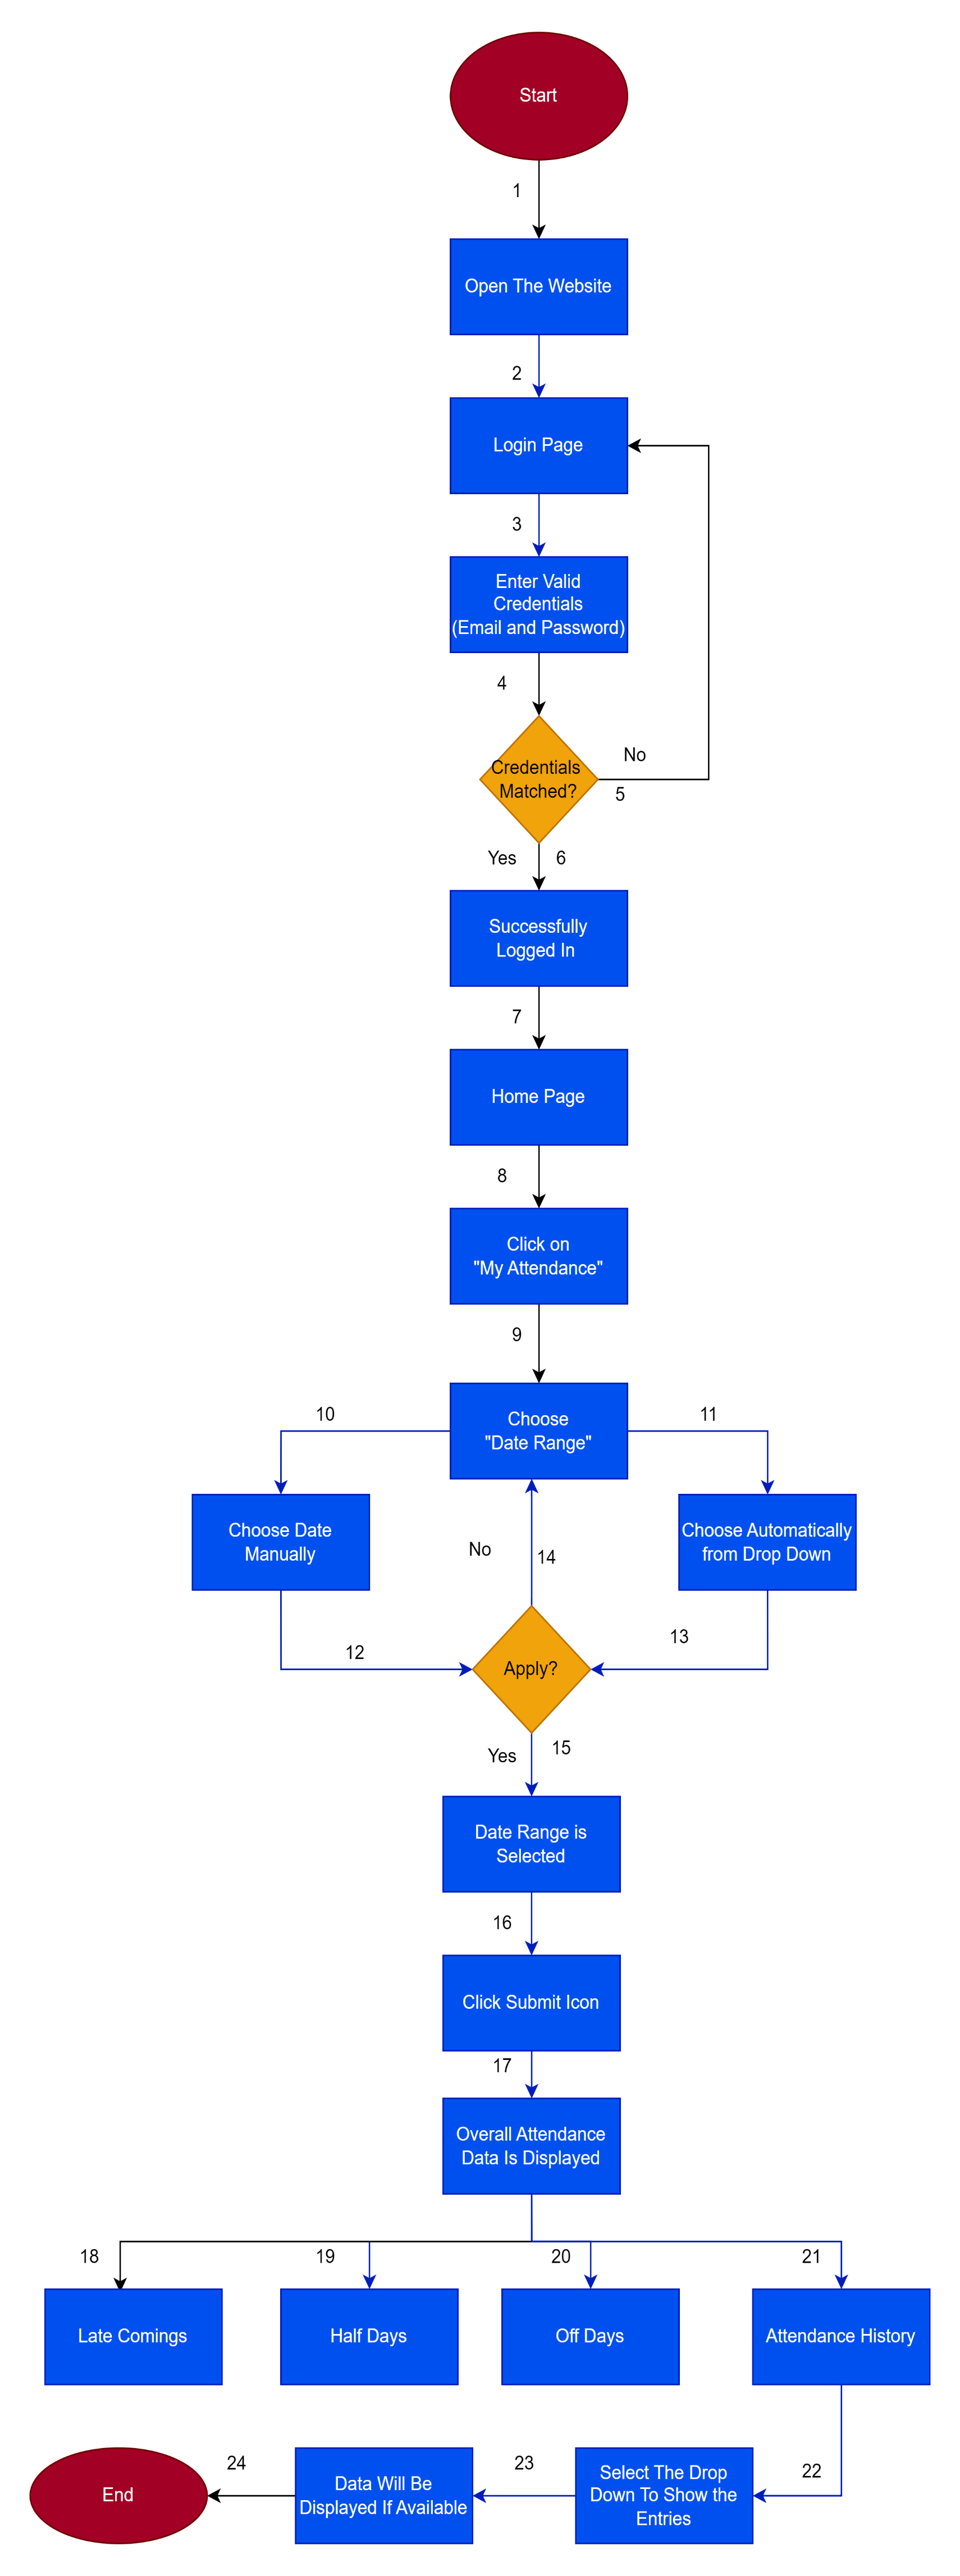 Start
1
Open The Website
2
Login Page
3
Enter Valid
Credentials
(Email and Password)
4
Credentials
Matched?
No
5
Yes
6
Successfully
Logged In
7
Home Page
8
Click on
"My Attendance"
9
Choose
"Date Range"
10
11
Choose Date
Manually
Choose Automatically
from Drop Down
No
14
12
13
Apply?
Yes
15
Date Range is
Selected
16
Click Submit Icon
17
Overall Attendance
Data Is Displayed
18
19
20
21
Late Comings
Half Days
Off Days
Attendance History
22
Select The Drop
Down To Show the
Entries
23
Data Will Be
Displayed If Available
24
End